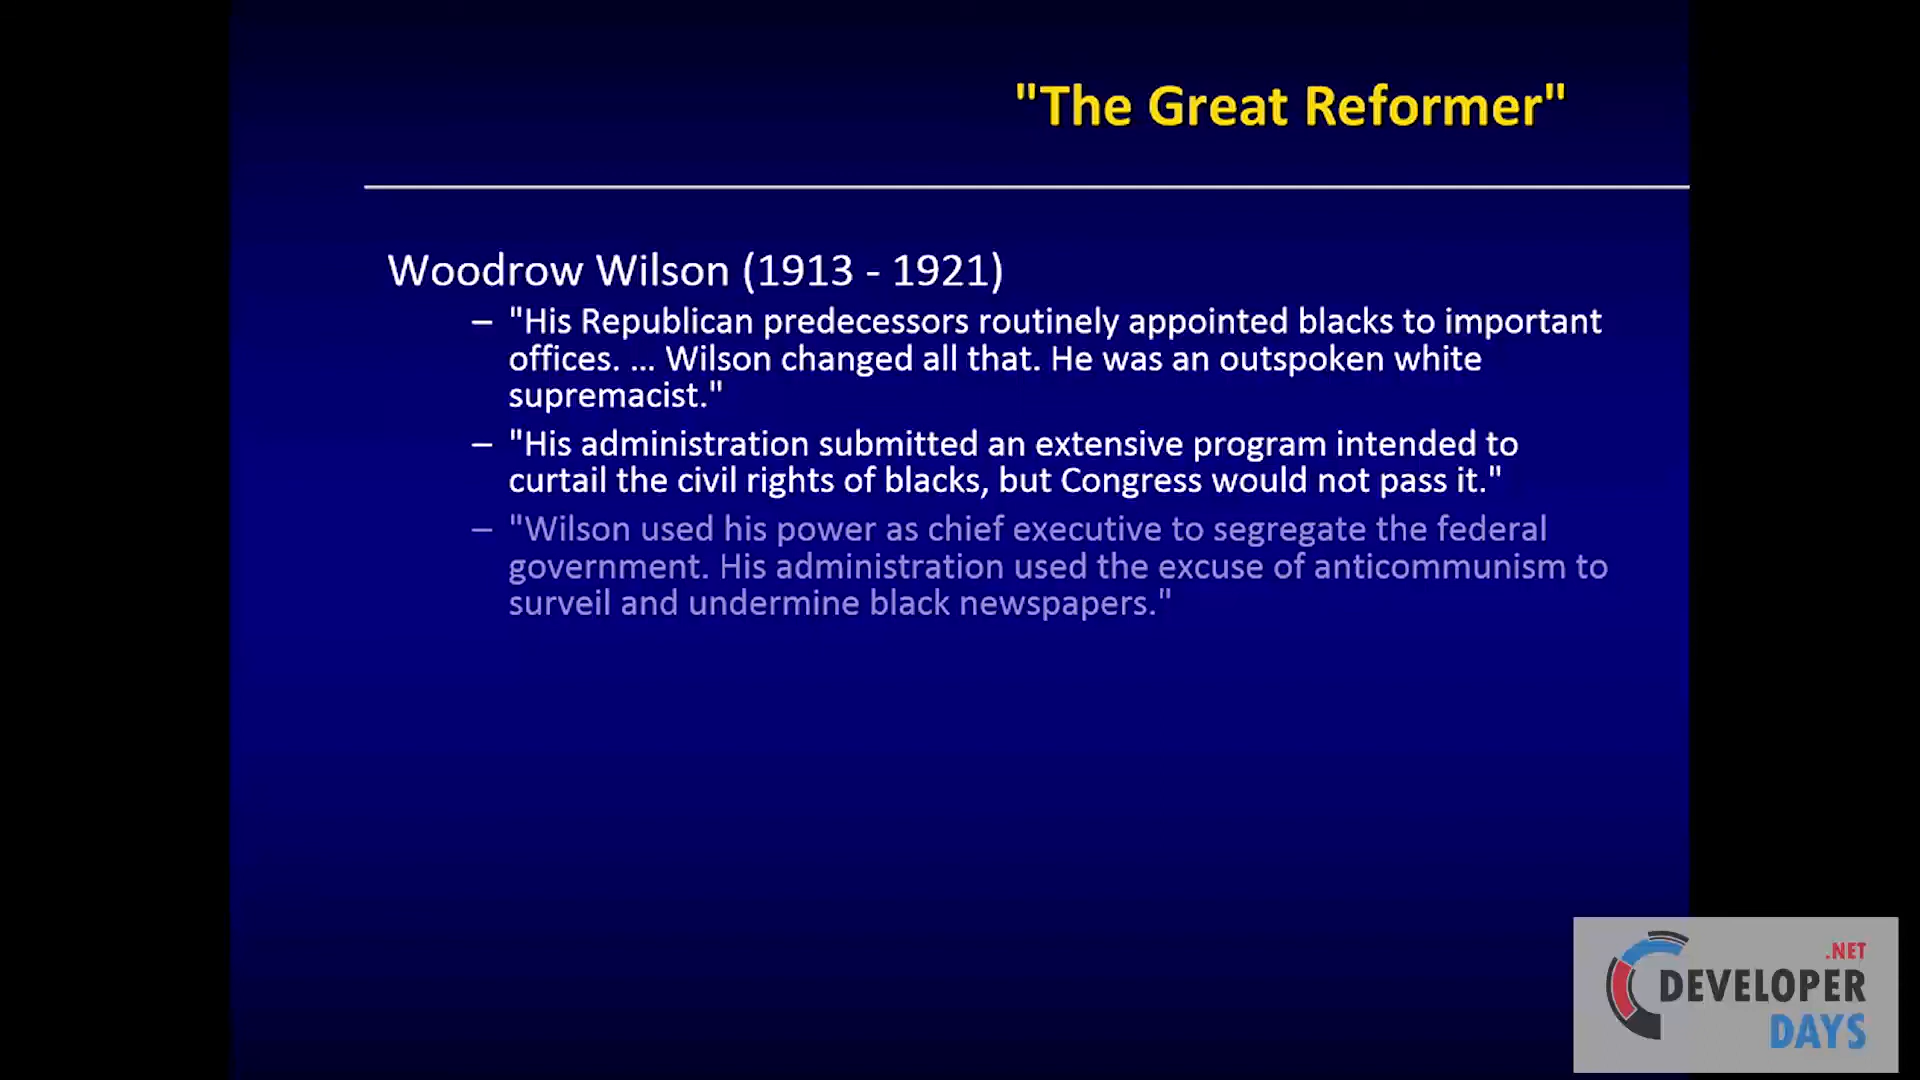 "The Great Reformer"
Woodrow Wilson (1913 - 1921)
– "His Republican predecessors routinely appointed blacks to important
offices. ... Wilson changed all that. He was an outspoken white
supremacist."
– "His administration submitted an extensive program intended to
curtail the civil rights of blacks, but Congress would not pass it."
– "Wilson used his power as chief executive to segregate the federal
government. His administration used the excuse of anticommunism to
surveil and undermine black newspapers."
.NET
DEVELOPER
DAYS